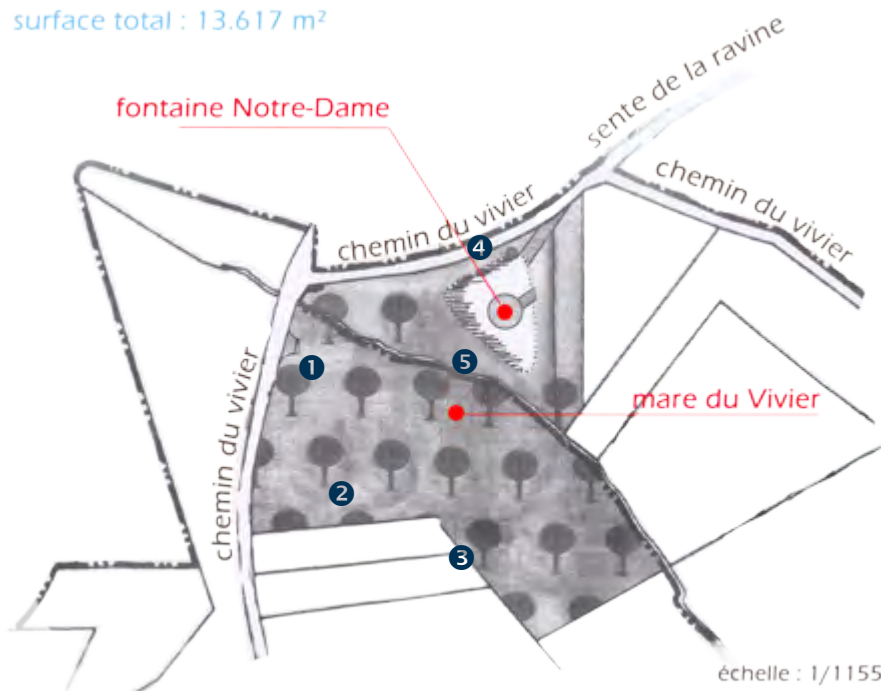 surface total : 13.617 m²
sente de la ravine
fontaine Notre-Dame
chemin du vivier
chemin du vivier
4
5
1
mare du Vivier
chemin du vivier
2
3
échelle : 1/1155